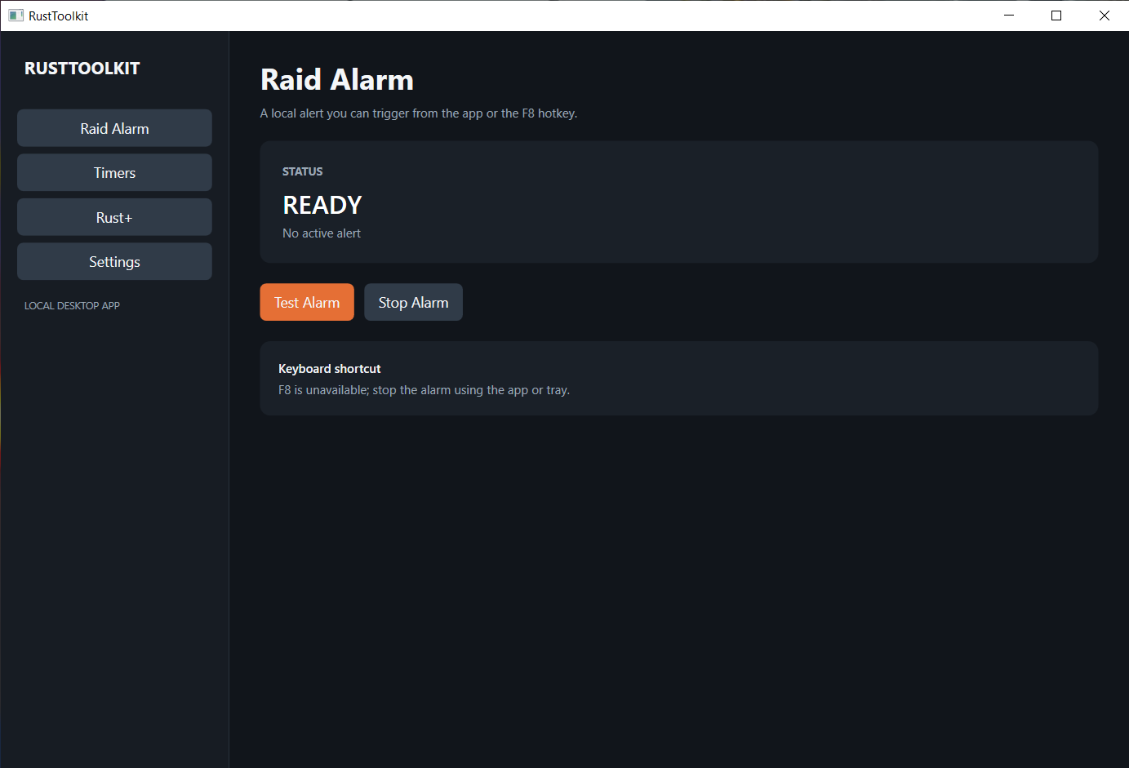 RustToolkit
RUSTTOOLKIT
Raid Alarm
Timers
Rust+
Settings
LOCAL DESKTOP APP
Raid Alarm
A local alert you can trigger from the app or the F8 hotkey.
STATUS
READY
No active alert
Test Alarm
Stop Alarm
Keyboard shortcut
F8 is unavailable; stop the alarm using the app or tray.